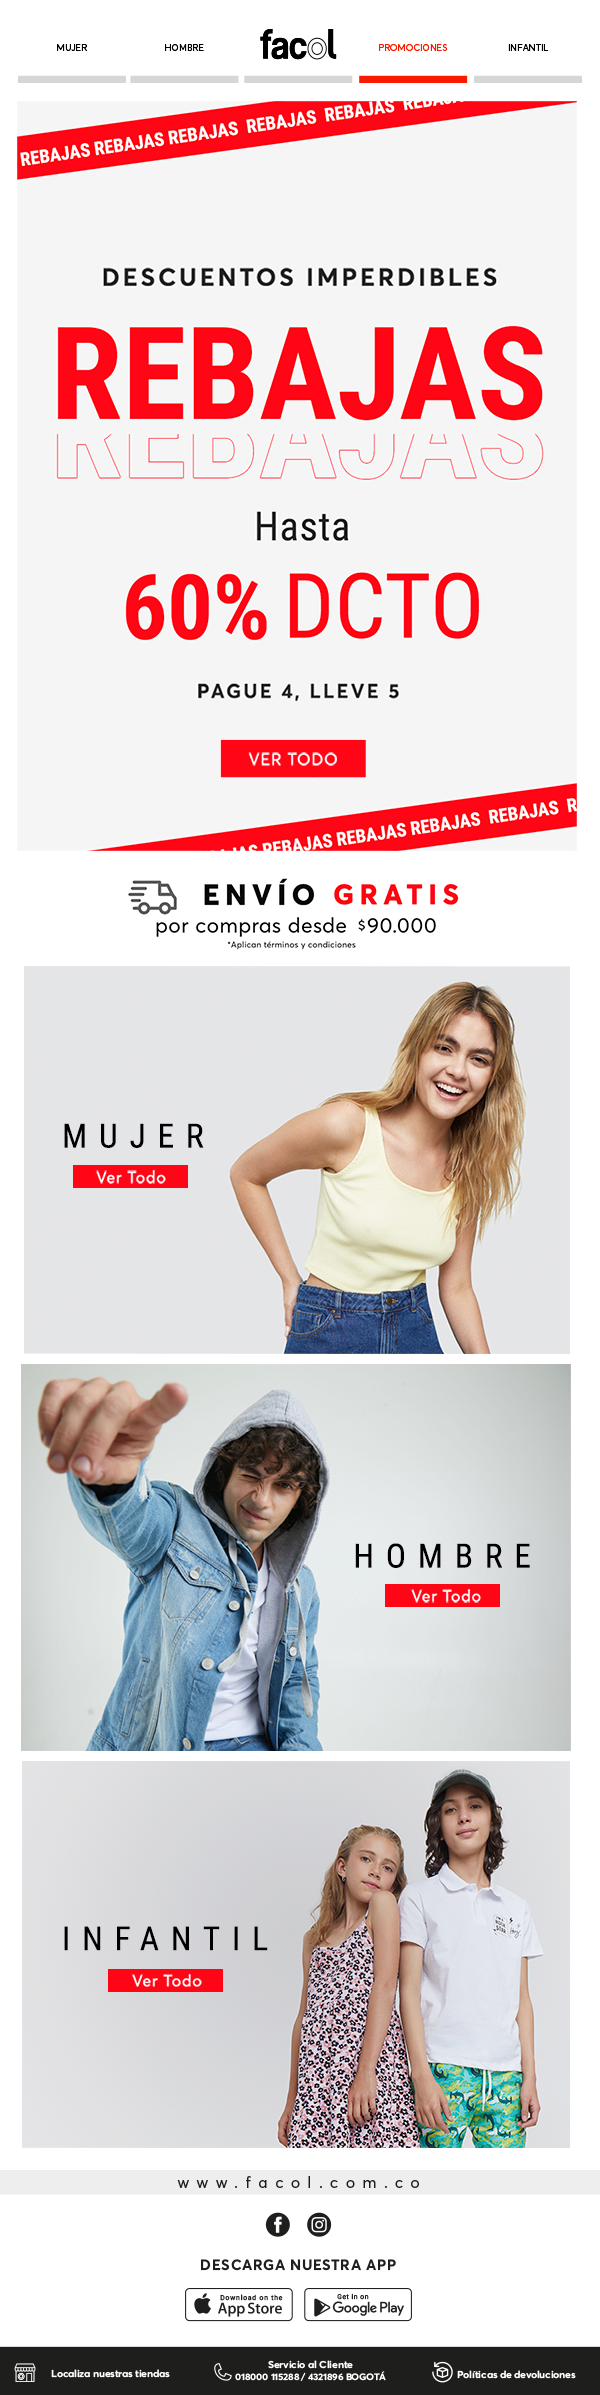 MUJER
HOMBRE
facol
PROMOCIONES
INFANTIL
REBAJAS REBAJAS REBAJAS REBAJAS REBAJAS REBAJAS
DESCUENTOS IMPERDIBLES
REBAJAS
REBAJAS
Hasta
60% DCTO
PAGUE 4, LLEVE 5
VER TODO
REBAJAS REBAJAS REBAJAS REBAJAS REBAJAS
ENVÍO GRATIS
por compras desde $90.000
*Aplican términos y condiciones
MUJER
Ver Todo
HOMBRE
Ver Todo
INFANTIL
Ver Todo
www.facol.com.co
DESCARGA NUESTRA APP
Download on the
App Store
Get in on
Google Play
Localiza nuestras tiendas
Servicio al Cliente
018000 115288 / 4321896 BOGOTÁ
Políticas de devoluciones